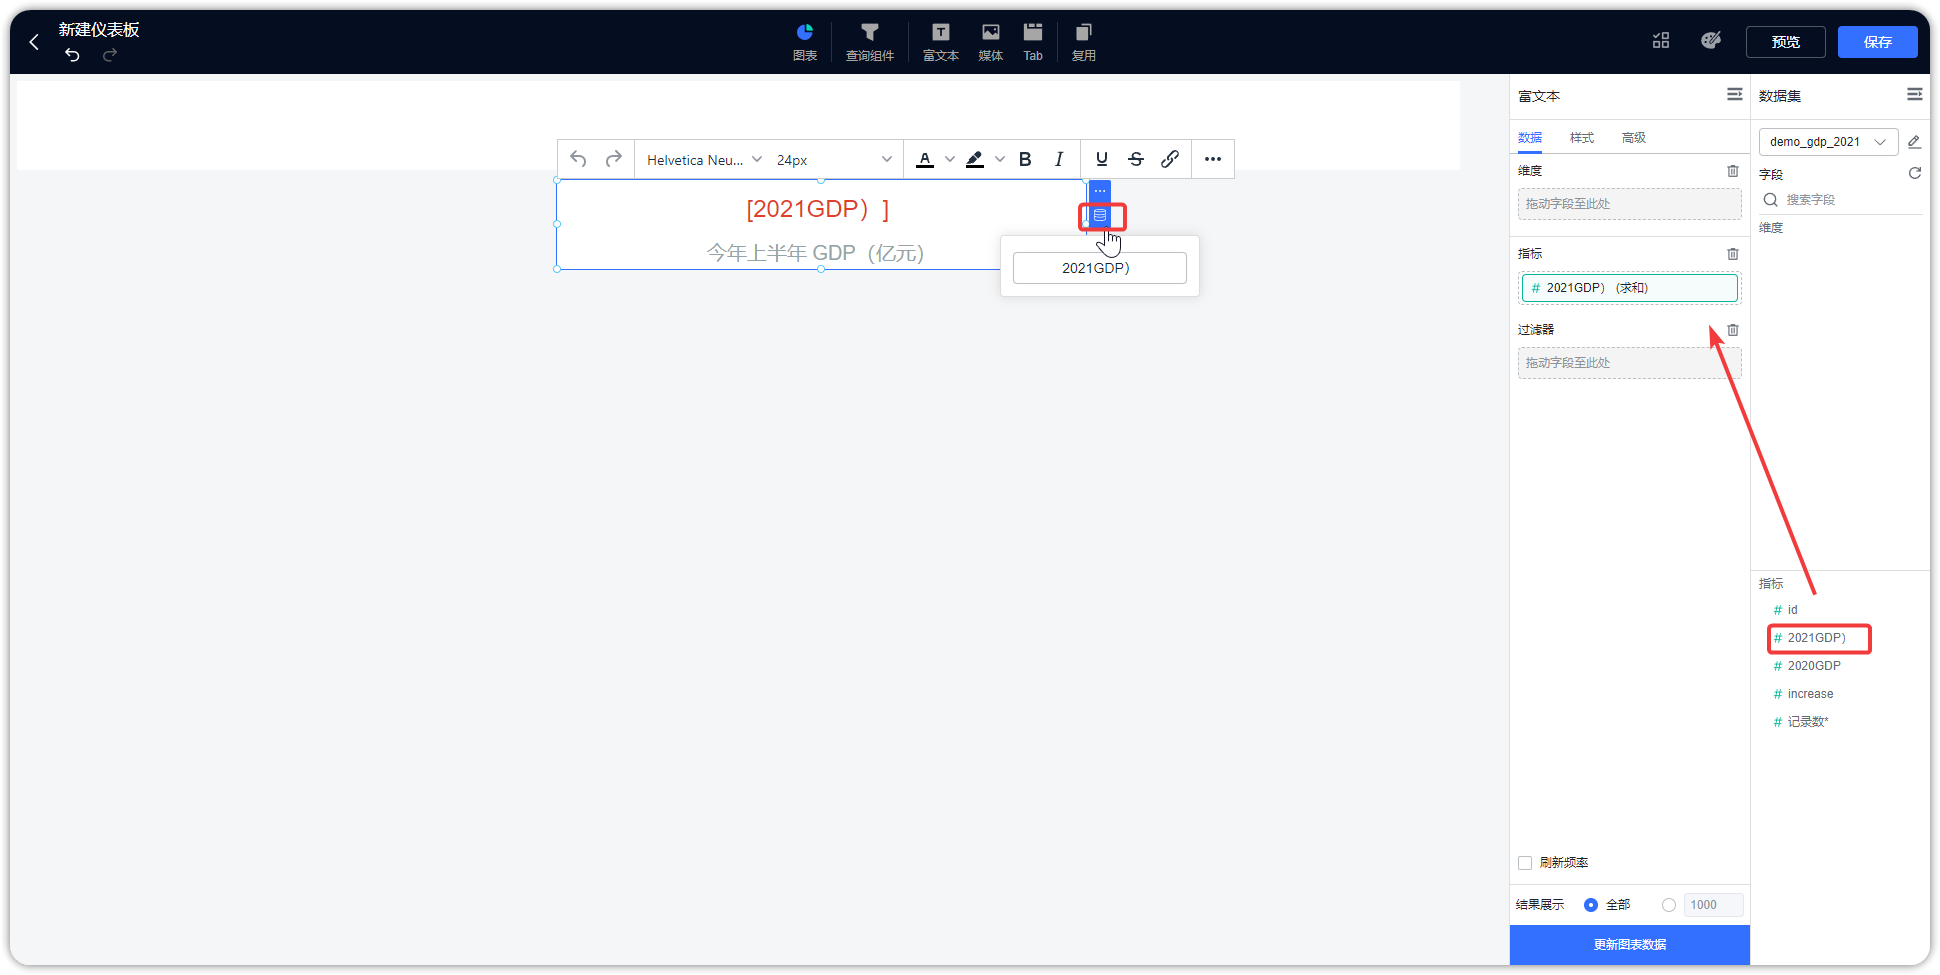 新建仪表板
图表
查询组件
富文本
媒体
Tab
复用
预览
保存
Helvetica Neu...
24px
A
B
I
U
S
[2021GDP）]
今年上半年 GDP（亿元）
2021GDP）
富文本
数据
样式
高级
维度
拖动字段至此处
指标
# 2021GDP） (求和)
过滤器
拖动字段至此处
刷新频率
结果展示
全部
1000
更新图表数据
数据集
demo_gdp_2021
字段
搜索字段
维度
指标
# id
# 2021GDP）
# 2020GDP
# increase
# 记录数*